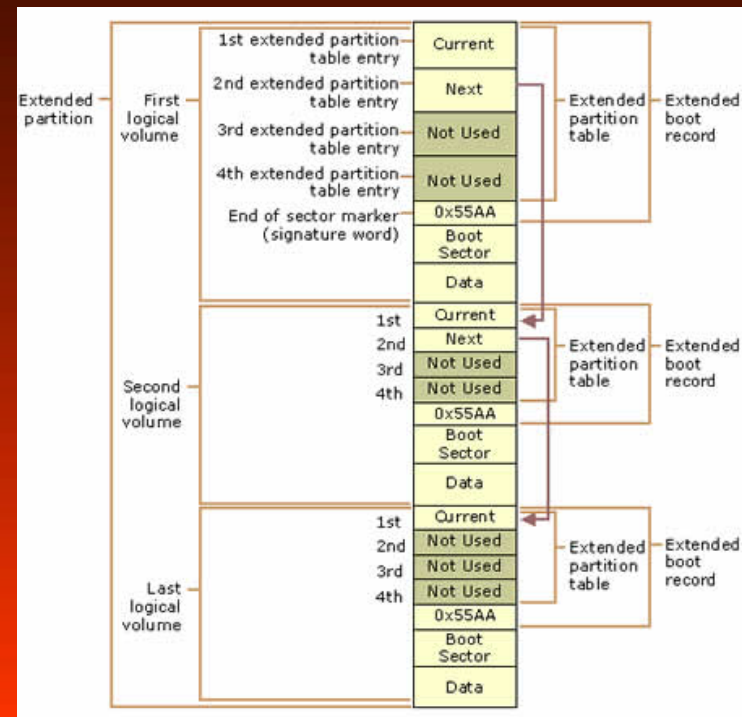 Extended
partition
First
logical
volume
1st extended partition
table entry
2nd extended partition
table entry
3rd extended partition
table entry
4th extended partition
table entry
End of sector marker
(signature word)
Current
Next
Not Used
Not Used
0x55AA
Boot
Sector
Data
Extended
partition
table
Extended
boot
record
Second
logical
volume
1st
2nd
3rd
4th
Current
Next
Not Used
Not Used
0x55AA
Boot
Sector
Data
Extended
partition
table
Extended
boot
record
Last
logical
volume
1st
2nd
3rd
4th
Current
Not Used
Not Used
Not Used
0x55AA
Boot
Sector
Data
Extended
partition
table
Extended
boot
record